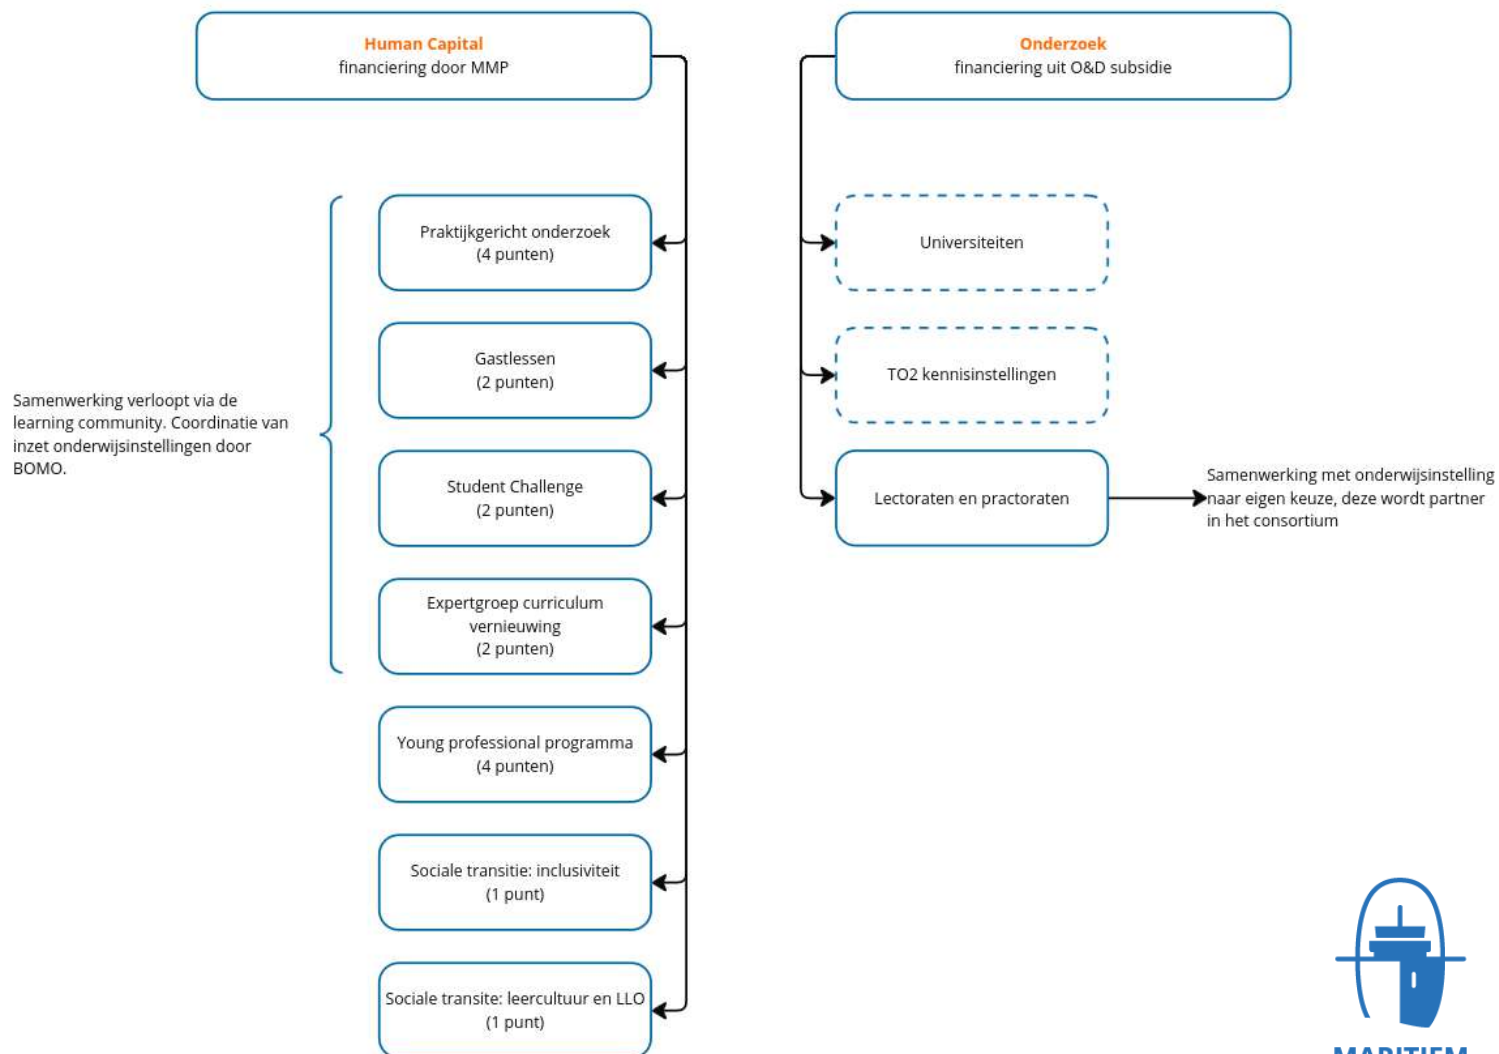 Human Capital
financiering door MMP
Onderzoek
financiering uit O&D subsidie
Praktijkgericht onderzoek
(4 punten)
Universiteiten
Gastlessen
(2 punten)
TO2 kennisinstellingen
Samenwerking verloopt via de
learning community. Coordinatie van
inzet onderwijsinstellingen door
BOMO.
Student Challenge
(2 punten)
Lectoraten en practoraten
Samenwerking met onderwijsinstelling
naar eigen keuze, deze wordt partner
in het consortium
Expertgroep curriculum
vernieuwing
(2 punten)
Young professional programma
(4 punten)
Sociale transitie: inclusiviteit
(1 punt)
Sociale transite: leercultuur en LLO
(1 punt)
MARITIEM